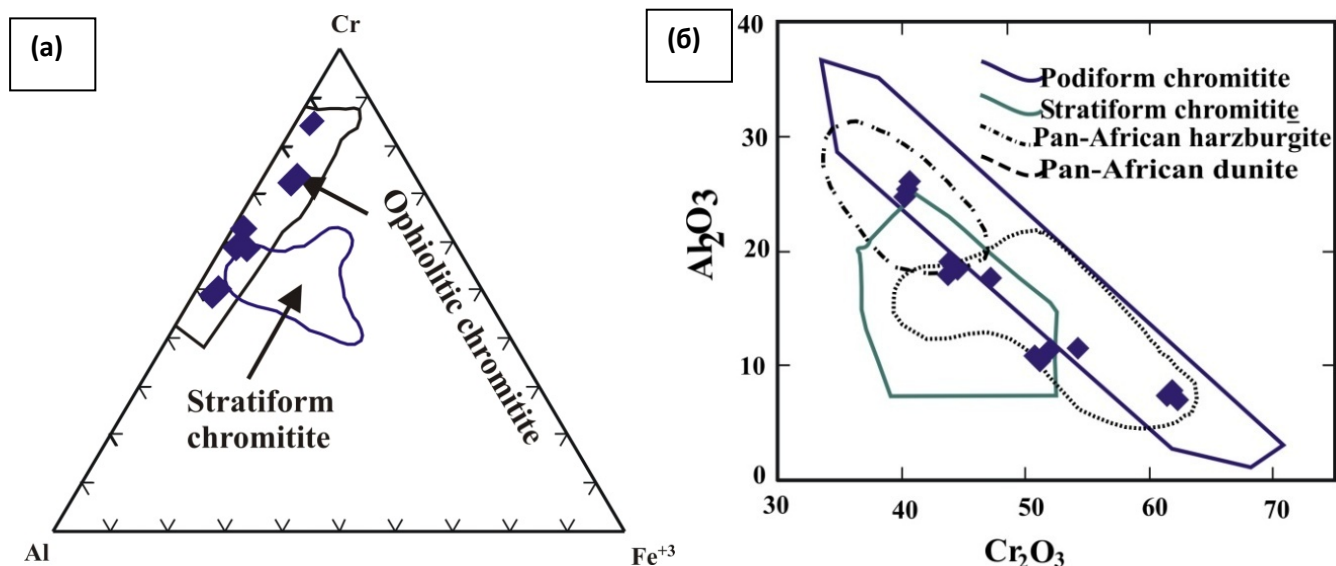 (а)
Cr
Ophiolitic chromitite
Stratiform
chromitite
Al
Fe+3
(б)
40
30
20
10
0
Al2O3
Podiform chromitite
Stratiform chromitite
Pan-African harzburgite
Pan-African dunite
30
40
50
60
70
Cr2O3